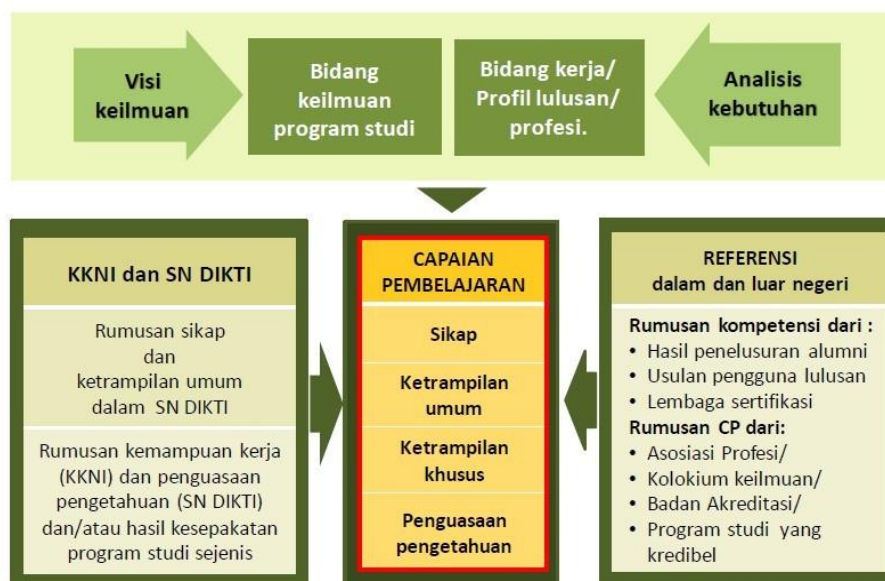 Visi
keilmuan
Bidang
keilmuan
program studi
Bidang kerja/
Profil lulusan/
profesi.
Analisis
kebutuhan
KKNI dan SN DIKTI
Rumusan sikap
dan
ketrampilan umum
dalam SN DIKTI
Rumusan kemampuan kerja
(KKNI) dan penguasaan
pengetahuan (SN DIKTI)
dan/atau hasil kesepakatan
program studi sejenis
CAPAIAN
PEMBELAJARAN
Sikap
Ketrampilan
umum
Ketrampilan
khusus
Penguasaan
pengetahuan
REFERENSI
dalam dan luar negeri
Rumusan kompetensi dari :
• Hasil penelusuran alumni
• Usulan pengguna lulusan
• Lembaga sertifikasi
Rumusan CP dari:
• Asosiasi Profesi/
• Kolokium keilmuan/
• Badan Akreditasi/
• Program studi yang
kredibel